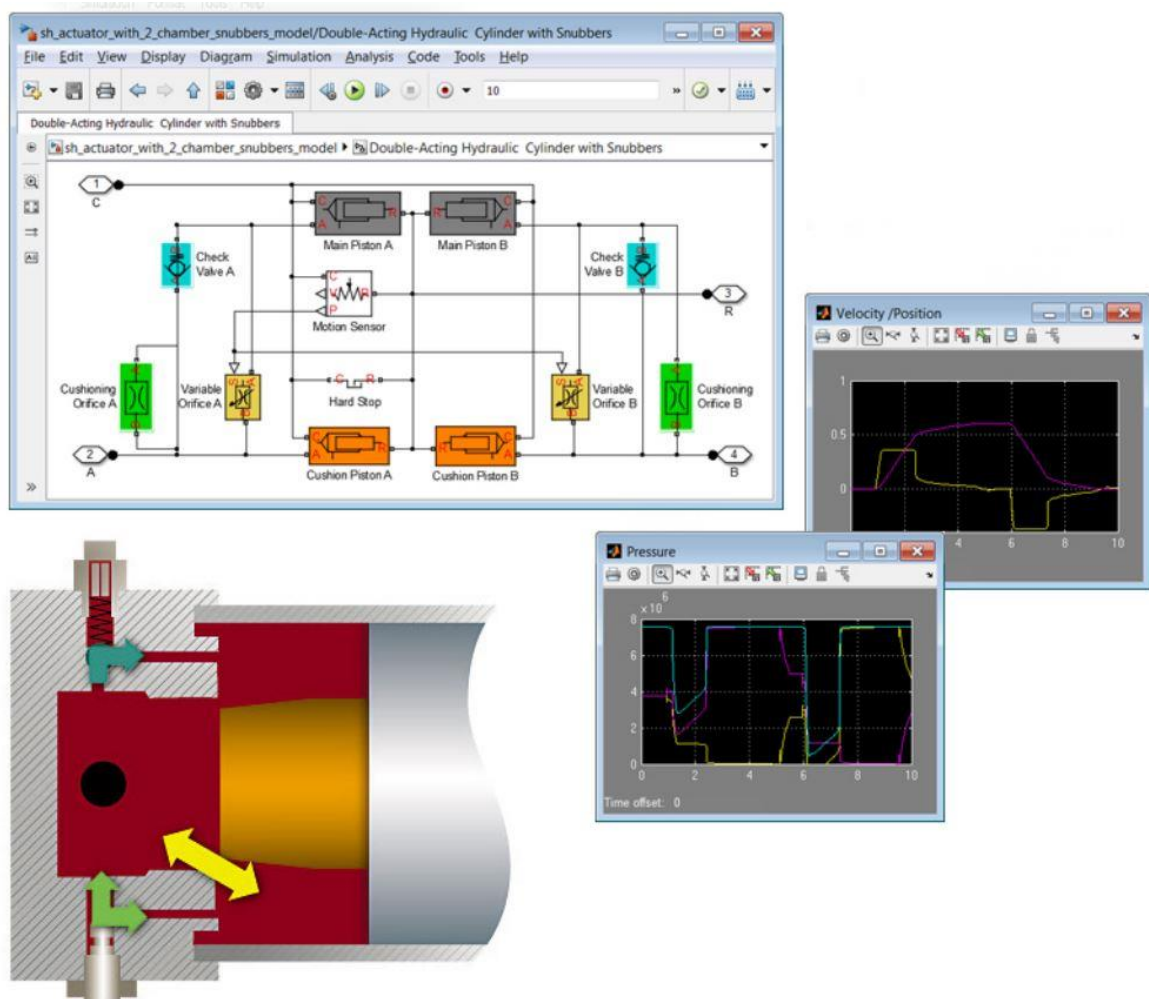 Simulation Format Tools Help
sh_actuator_with_2_chamber_snubbers_model/Double-Acting Hydraulic Cylinder with Snubbers
File Edit View Display Diagram Simulation Analysis Code Tools Help
10
»
Double-Acting Hydraulic Cylinder with Snubbers
sh_actuator_with_2_chamber_snubbers_model Double-Acting Hydraulic Cylinder with Snubbers
1
C
C
A
R
R
C
A
Main Piston A
Main Piston B
Check
Valve A
Check
Valve B
C
V
P
R
Motion Sensor
3
R
Cushioning
Orifice A
Variable
Orifice A
S
A
B
C
R
Hard Stop
S
A
B
Variable
Orifice B
Cushioning
Orifice B
2
A
C
A
R
R
C
A
4
B
Cushion Piston A
Cushion Piston B
»
Velocity /Position
1
0.5
0
4
6
8
10
Pressure
x 10
6
8
6
4
2
0
0
2
4
6
8
10
Time offset: 0